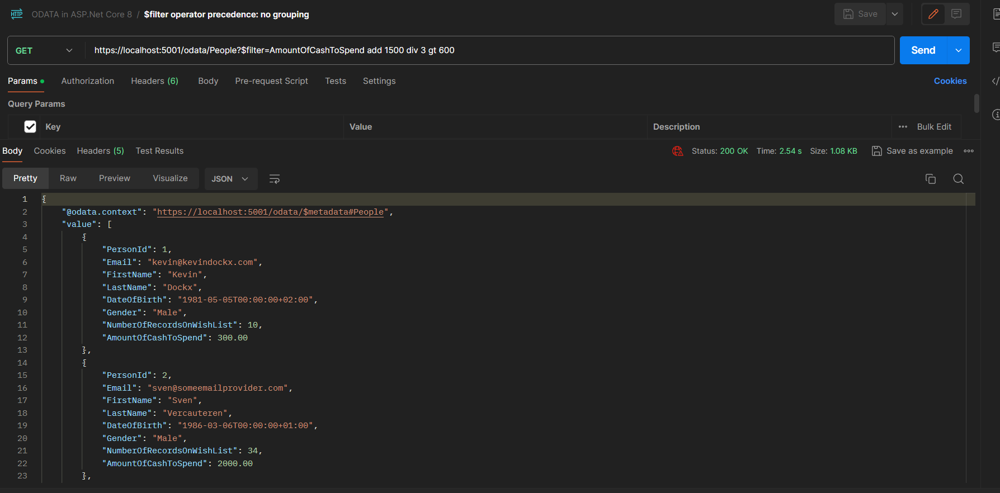 HTTP ODATA in ASP.Net Core 8 / $filter operator precedence: no grouping Save
GET https://localhost:5001/odata/People?$filter=AmountOfCashToSpend add 1500 div 3 gt 600 Send
Params Authorization Headers (6) Body Pre-request Script Tests Settings Cookies
Query Params
Key Value Description Bulk Edit
Body Cookies Headers (5) Test Results Status: 200 OK Time: 2.54 s Size: 1.08 KB Save as example
Pretty Raw Preview Visualize JSON
1 {
2 "@odata.context": "https://localhost:5001/odata/$metadata#People",
3 "value": [
4 {
5 "PersonId": 1,
6 "Email": "kevin@kevindockx.com",
7 "FirstName": "Kevin",
8 "LastName": "Dockx",
9 "DateOfBirth": "1981-05-05T00:00:00+02:00",
10 "Gender": "Male",
11 "NumberOfRecordsOnWishList": 10,
12 "AmountOfCashToSpend": 300.00
13 },
14 {
15 "PersonId": 2,
16 "Email": "sven@someemailprovider.com",
17 "FirstName": "Sven",
18 "LastName": "Vercauteren",
19 "DateOfBirth": "1986-03-06T00:00:00+01:00",
20 "Gender": "Male",
21 "NumberOfRecordsOnWishList": 34,
22 "AmountOfCashToSpend": 2000.00
23 },